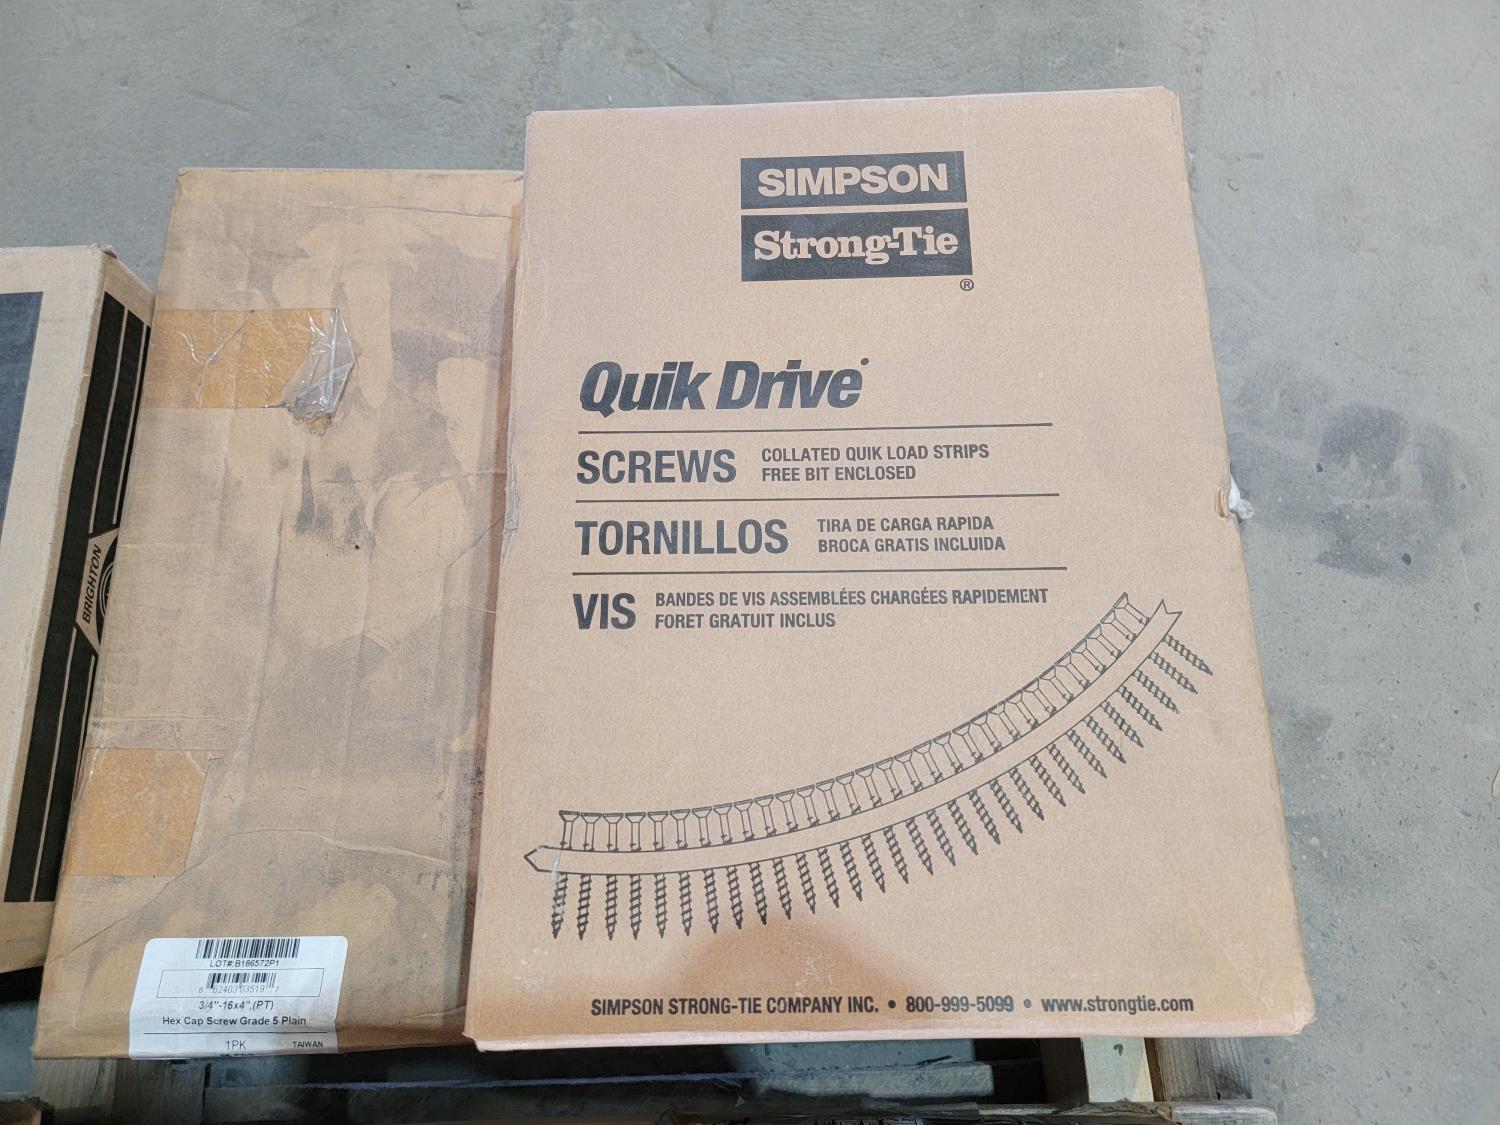 SIMPSON
Strong-Tie
®
Quik Drive
SCREWS
COLLATED QUIK LOAD STRIPS
FREE BIT ENCLOSED
TORNILLOS
TIRA DE CARGA RAPIDA
BROCA GRATIS INCLUIDA
VIS
BANDES DE VIS ASSEMBLÉES CHARGÉES RAPIDEMENT
FORET GRATUIT INCLUS
SIMPSON STRONG-TIE COMPANY INC. • 800-999-5099 • www.strongtie.com
BRIGHTON
LOT#:B186572P1
3/4"-16x4",(PT)
Hex Cap Screw Grade 5 Plain
1PK
TAIWAN